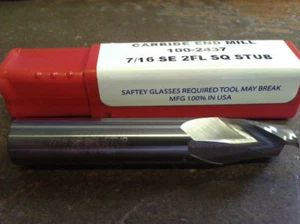 CARBIDE END MILL
100-2437
7/16 SE 2FL SQ STUB
SAFTEY GLASSES REQUIRED TOOL MAY BREAK
MFG 100% IN USA